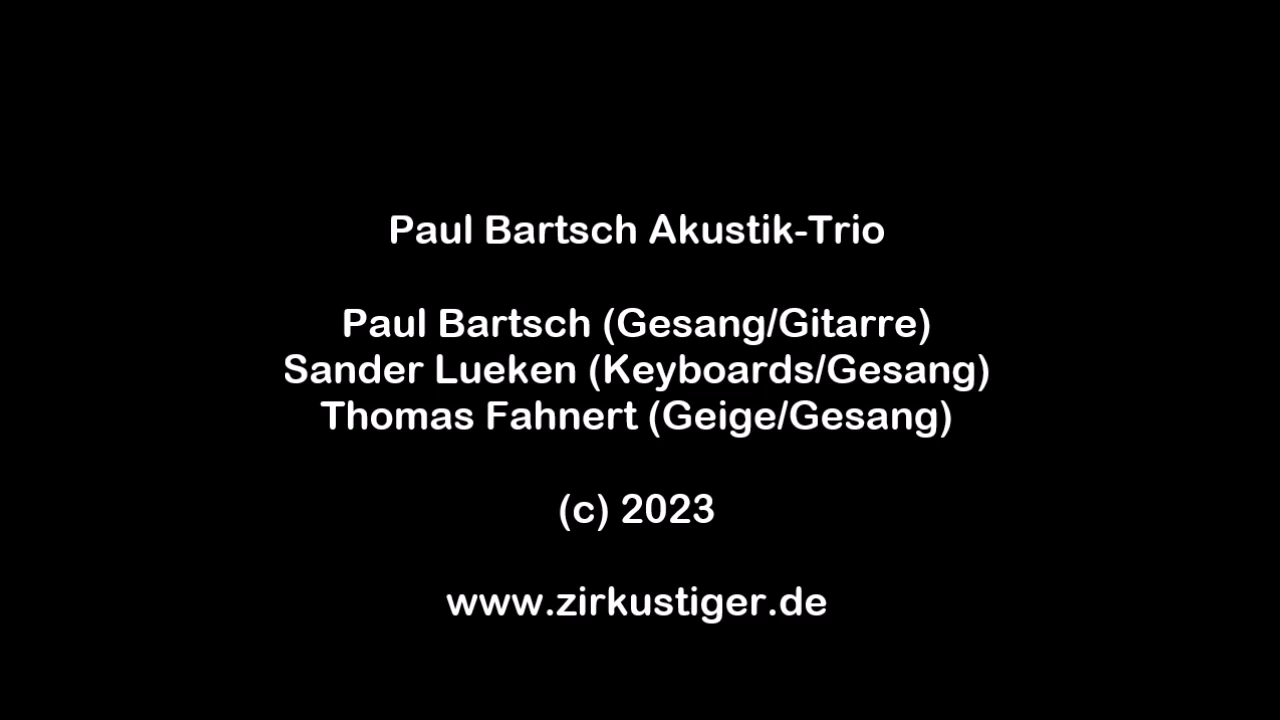 Paul Bartsch Akustik-Trio
Paul Bartsch (Gesang/Gitarre)
Sander Lueken (Keyboards/Gesang)
Thomas Fahnert (Geige/Gesang)
(c) 2023
www.zirkustiger.de